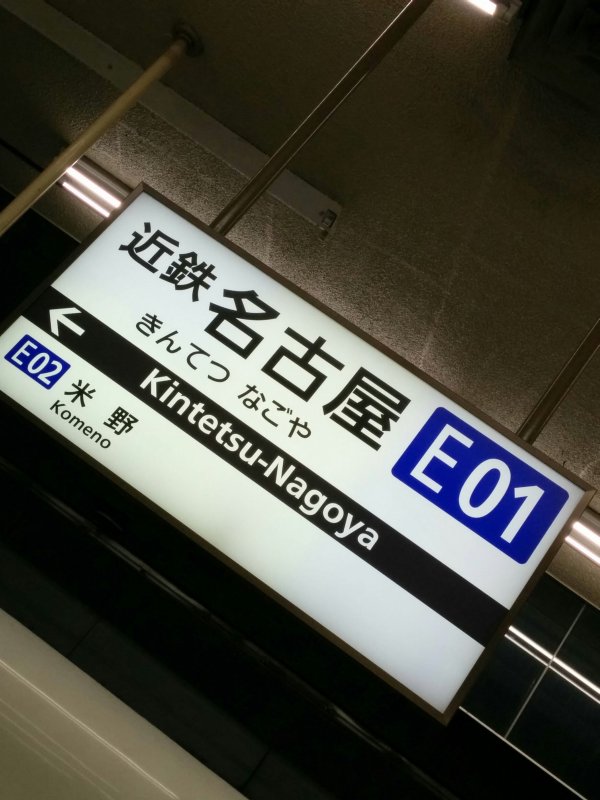 近鉄名古屋
きんてつ なごや
E01
← Kintetsu-Nagoya
E02 米野
Komeno